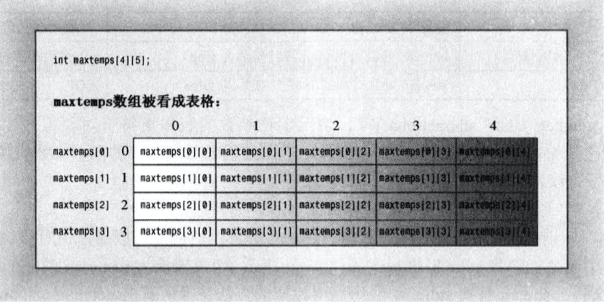 int maxtemps[4][5];
maxtemps数组被看成表格：
0 1 2 3 4
maxtemps[0] 0 maxtemps[0][0] maxtemps[0][1] maxtemps[0][2] maxtemps[0][3] maxtemps[0][4]
maxtemps[1] 1 maxtemps[1][0] maxtemps[1][1] maxtemps[1][2] maxtemps[1][3] maxtemps[1][4]
maxtemps[2] 2 maxtemps[2][0] maxtemps[2][1] maxtemps[2][2] maxtemps[2][3] maxtemps[2][4]
maxtemps[3] 3 maxtemps[3][0] maxtemps[3][1] maxtemps[3][2] maxtemps[3][3] maxtemps[3][4]